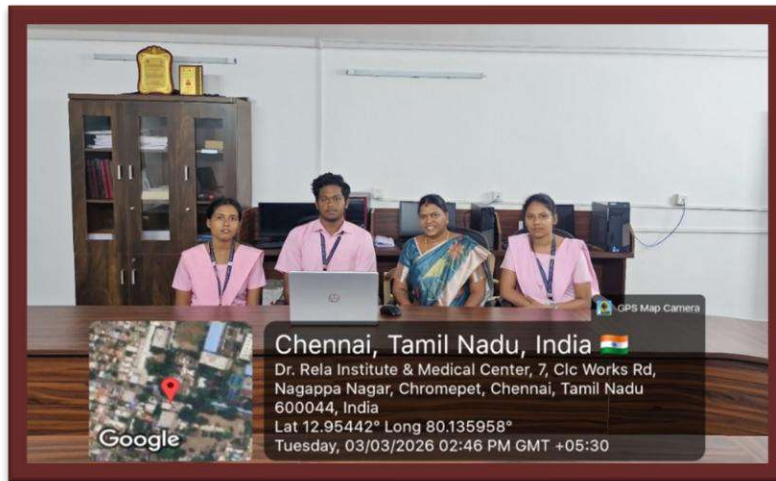 GPS Map Camera
Chennai, Tamil Nadu, India
Dr. Rela Institute & Medical Center, 7, Clc Works Rd,
Nagappa Nagar, Chromepet, Chennai, Tamil Nadu
600044, India
Lat 12.95442° Long 80.135958°
Tuesday, 03/03/2026 02:46 PM GMT +05:30
Google
hp